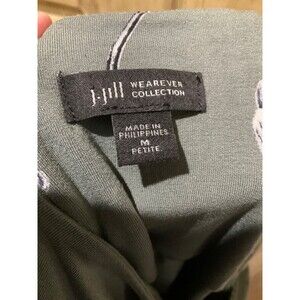 j.jill WEAREVER
COLLECTION
MADE IN
PHILIPPINES
M
PETITE